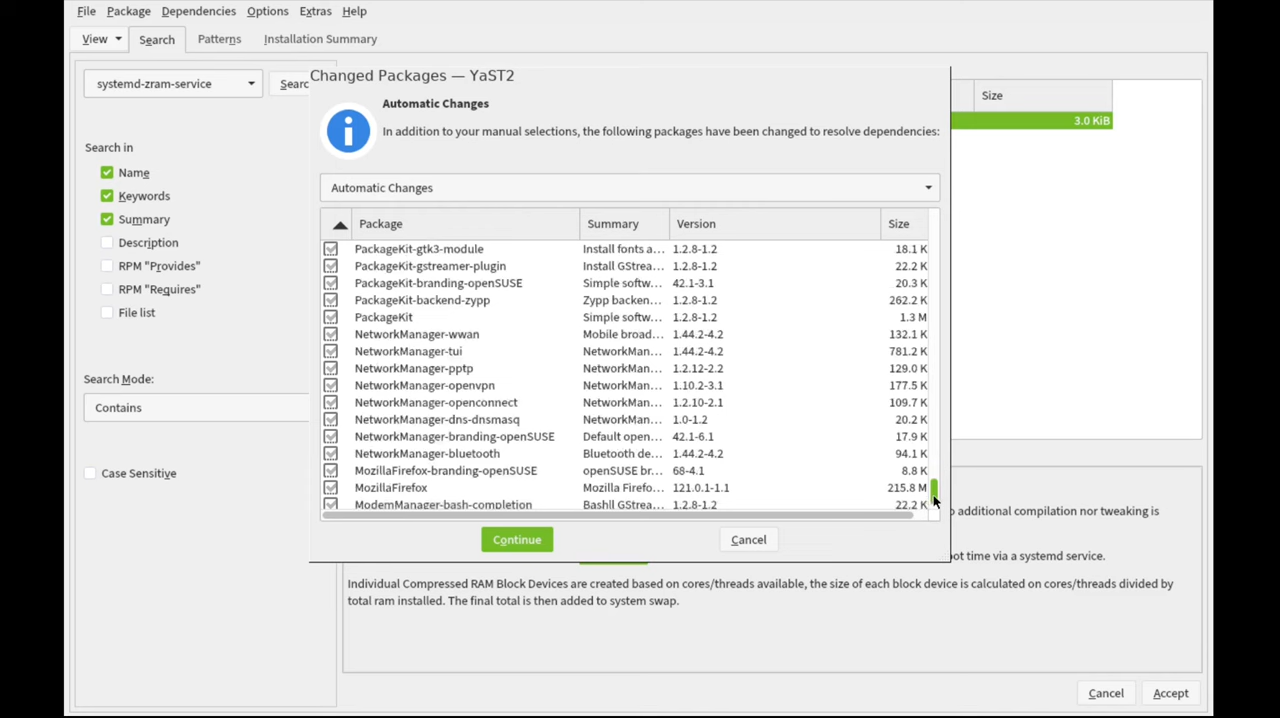 File Package Dependencies Options Extras Help
View Search Patterns Installation Summary
systemd-zram-service Searc
Search in
Name
Keywords
Summary
Description
RPM "Provides"
RPM "Requires"
File list
Search Mode:
Contains
Case Sensitive
Size
3.0 KiB
Changed Packages — YaST2
Automatic Changes
In addition to your manual selections, the following packages have been changed to resolve dependencies:
Automatic Changes
Package Summary Version Size
PackageKit-gtk3-module Install fonts a... 1.2.8-1.2 18.1 K
PackageKit-gstreamer-plugin Install GStrea... 1.2.8-1.2 22.2 K
PackageKit-branding-openSUSE Simple softw... 42.1-3.1 20.3 K
PackageKit-backend-zypp Zypp backen... 1.2.8-1.2 262.2 K
PackageKit Simple softw... 1.2.8-1.2 1.3 M
NetworkManager-wwan Mobile broad... 1.44.2-4.2 132.1 K
NetworkManager-tui NetworkMan... 1.44.2-4.2 781.2 K
NetworkManager-pptp NetworkMan... 1.2.12-2.2 129.0 K
NetworkManager-openvpn NetworkMan... 1.10.2-3.1 177.5 K
NetworkManager-openconnect NetworkMan... 1.2.10-2.1 109.7 K
NetworkManager-dns-dnsmasq NetworkMan... 1.0-1.2 20.2 K
NetworkManager-branding-openSUSE Default open... 42.1-6.1 17.9 K
NetworkManager-bluetooth Bluetooth de... 1.44.2-4.2 94.1 K
MozillaFirefox-branding-openSUSE openSUSE br... 68-4.1 8.8 K
MozillaFirefox Mozilla Firefo... 121.0.1-1.1 215.8 M
ModemManager-bash-completion 1.2.8-1.2 22.2 K
Continue Cancel
o additional compilation nor tweaking is
ot time via a systemd service.
Individual Compressed RAM Block Devices are created based on cores/threads available, the size of each block device is calculated on cores/threads divided by
total ram installed. The final total is then added to system swap.
Cancel Accept